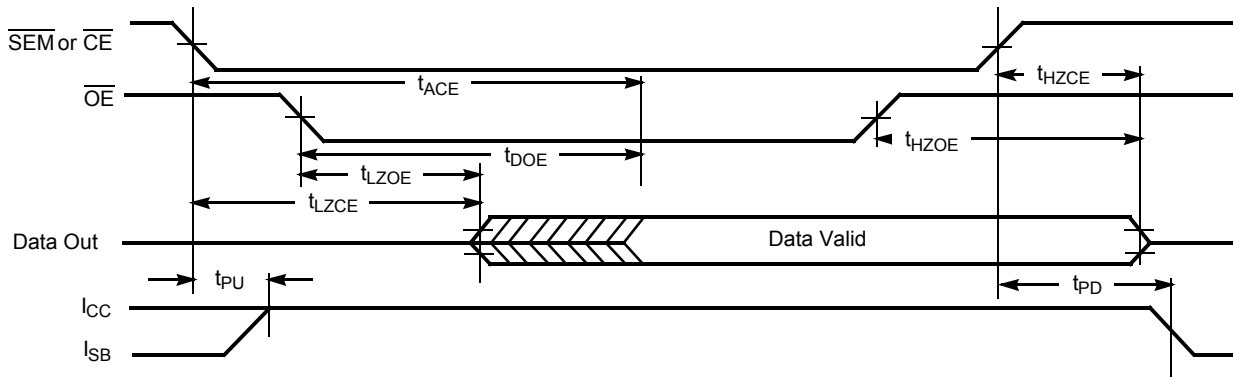 SEM or CE
tACE
tHZCE
OE
tHZOE
tDOE
tLZOE
tLZCE
Data Out
Data Valid
tPU
tPD
ICC
ISB